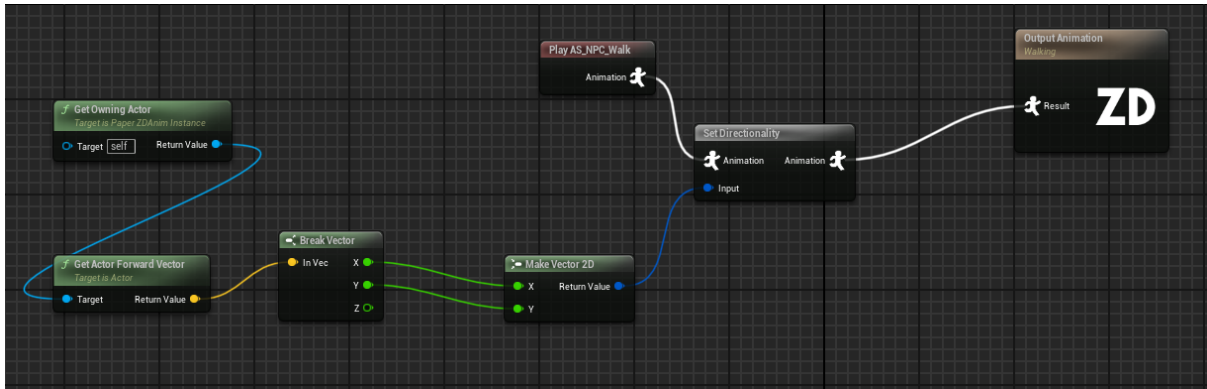 Play AS_NPC_Walk
Animation
Output Animation
Walking
Result
ZD
f Get Owning Actor
Target is Paper ZDAnim Instance
Target self Return Value
Set Directionality
Animation Animation
Input
f Get Actor Forward Vector
Target is Actor
Target Return Value
Break Vector
In Vec X
Y
Z
Make Vector 2D
X Return Value
Y